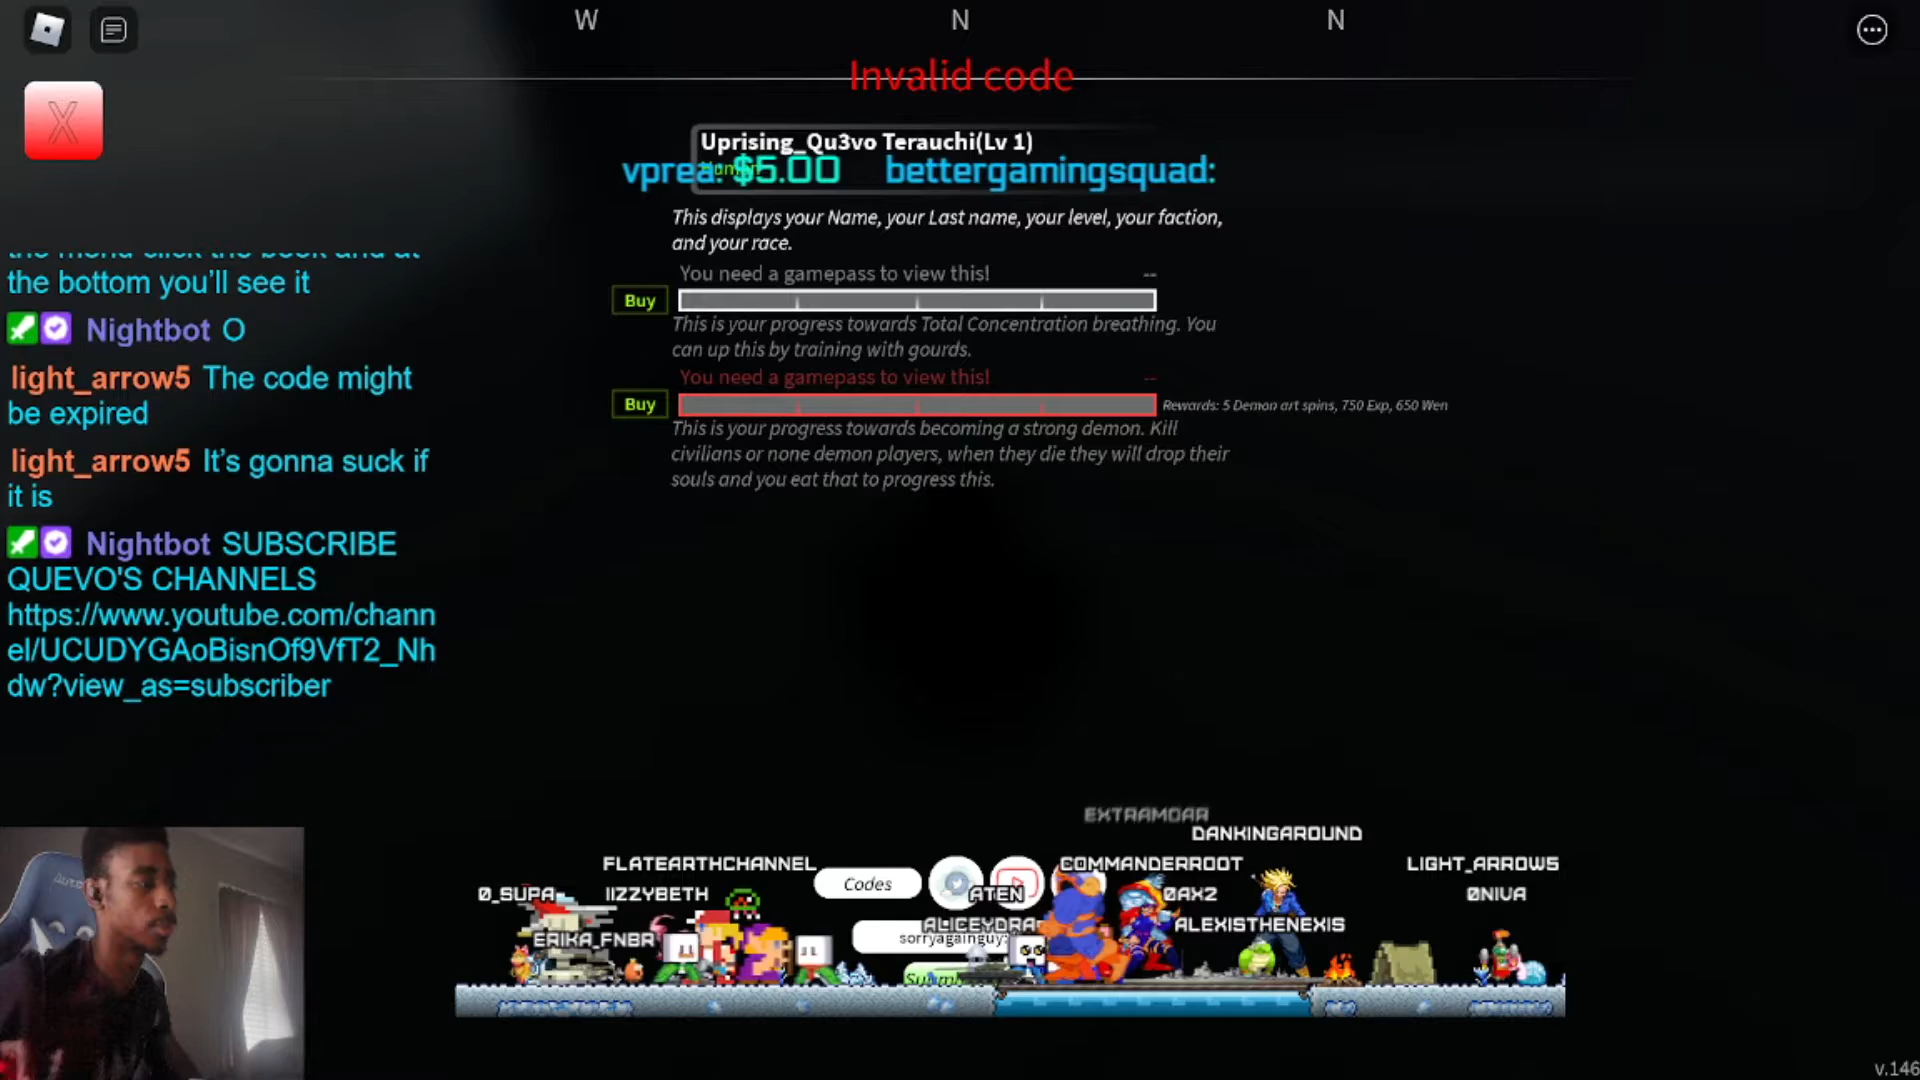 W N N
Invalid code
X
Uprising_Qu3vo Terauchi(Lv 1)
vprea: $5.00 bettergamingsquad:
This displays your Name, your Last name, your level, your faction,
and your race.
You need a gamepass to view this! --
Buy
This is your progress towards Total Concentration breathing. You
can up this by training with gourds.
You need a gamepass to view this! --
Buy
Rewards: 5 Demon art spins, 750 Exp, 650 Wen
This is your progress towards becoming a strong demon. Kill
civilians or none demon players, when they die they will drop their
souls and you eat that to progress this.
the menu click the book and at
the bottom you'll see it
Nightbot O
light_arrow5 The code might
be expired
light_arrow5 It's gonna suck if
it is
Nightbot SUBSCRIBE
QUEVO'S CHANNELS
https://www.youtube.com/chann
el/UCUDYGAoBisnOf9VfT2_Nh
dw?view_as=subscriber
EXTRAMOAR
DANKINGAROUND
FLATEARTHCHANNEL
Codes
COMMANDERROOT
LIGHT_ARROW5
0_SUPA
IIZZYBETH
ATEN
0AX2
0NIVA
ALICEYDRA
ALEXISTHENEXIS
ERIKA_FNBR
sorryagainguy
v.146